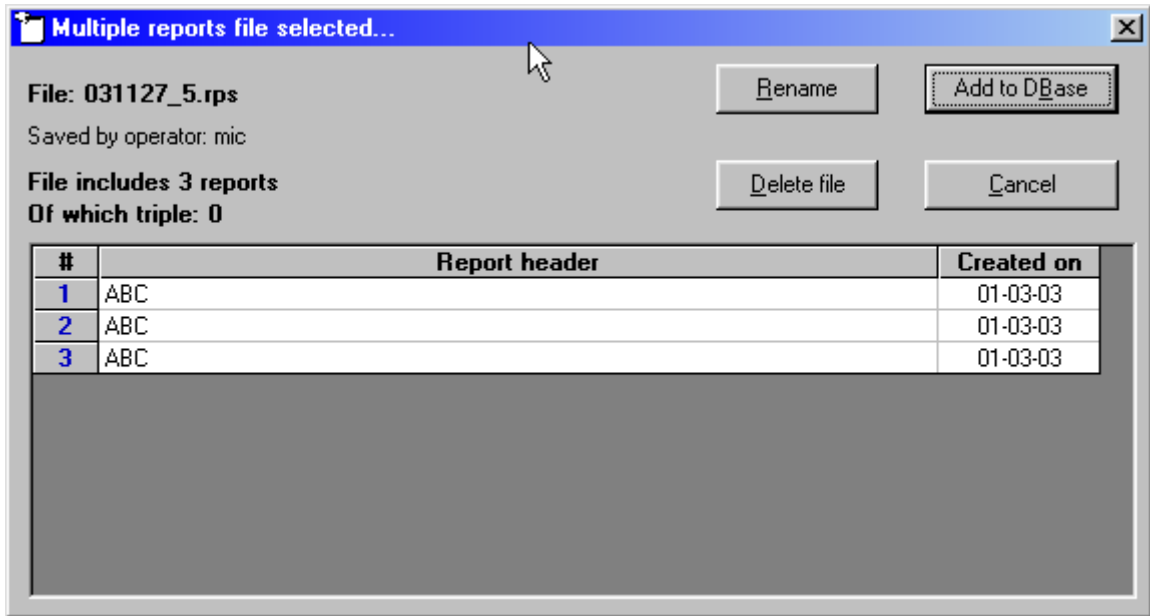 Multiple reports file selected...
File: 031127_5.rps
Rename
Add to DBase
Saved by operator: mic
File includes 3 reports
Delete file
Cancel
Of which triple: 0
# Report header Created on
1 ABC 01-03-03
2 ABC 01-03-03
3 ABC 01-03-03